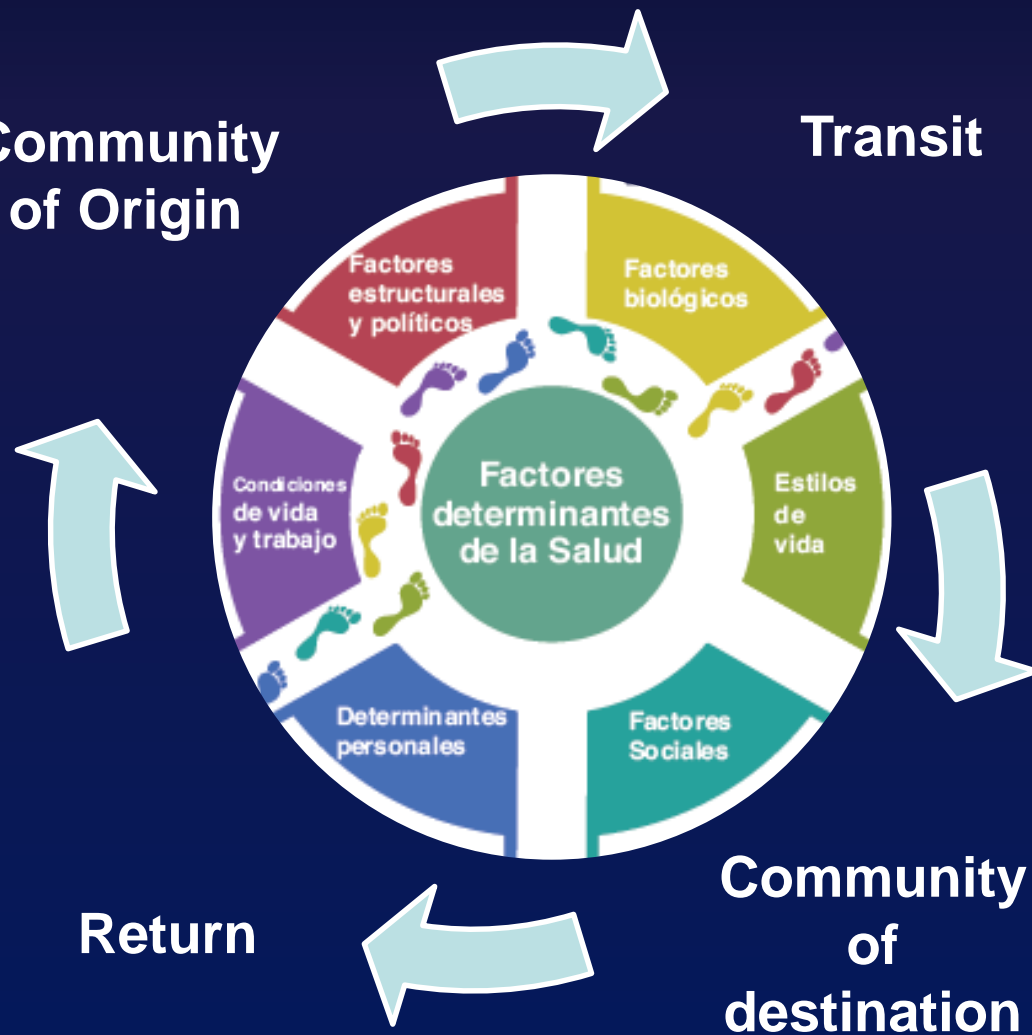 Community
of Origin
Transit
Factores
estructurales
y políticos
Factores
biológicos
Condiciones
de vida
y trabajo
Factores
determinantes
de la Salud
Estilos
de
vida
Determinantes
personales
Factores
Sociales
Return
Community
of
destination